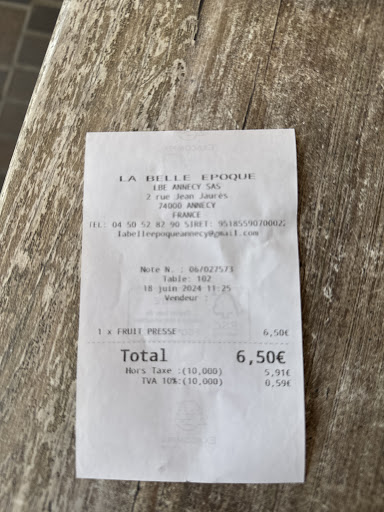 LA BELLE EPOQUE
LBE ANNECY SAS
2 rue Jean Jaurès
74000 ANNECY
FRANCE
TEL: 04 50 52 82 90 SIRET: 95185590700022
labelleepoqueannecy@gmail.com
Note N. : 06/027573
Table: 102
18 juin 2024 11:25
Vendeur :
1 x FRUIT PRESSE 6,50€
Total 6,50€
Hors Taxe :(10,000) 5,91€
TVA 10%:(10,000) 0,59€